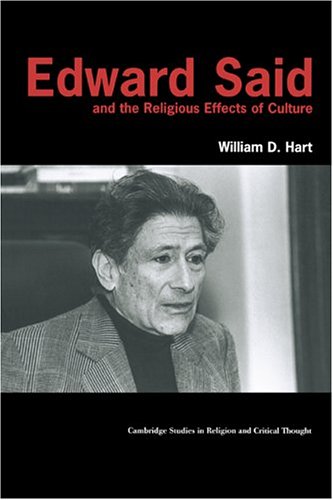 Edward Said
and the Religious Effects of Culture
William D. Hart
Cambridge Studies in Religion and Critical Thought